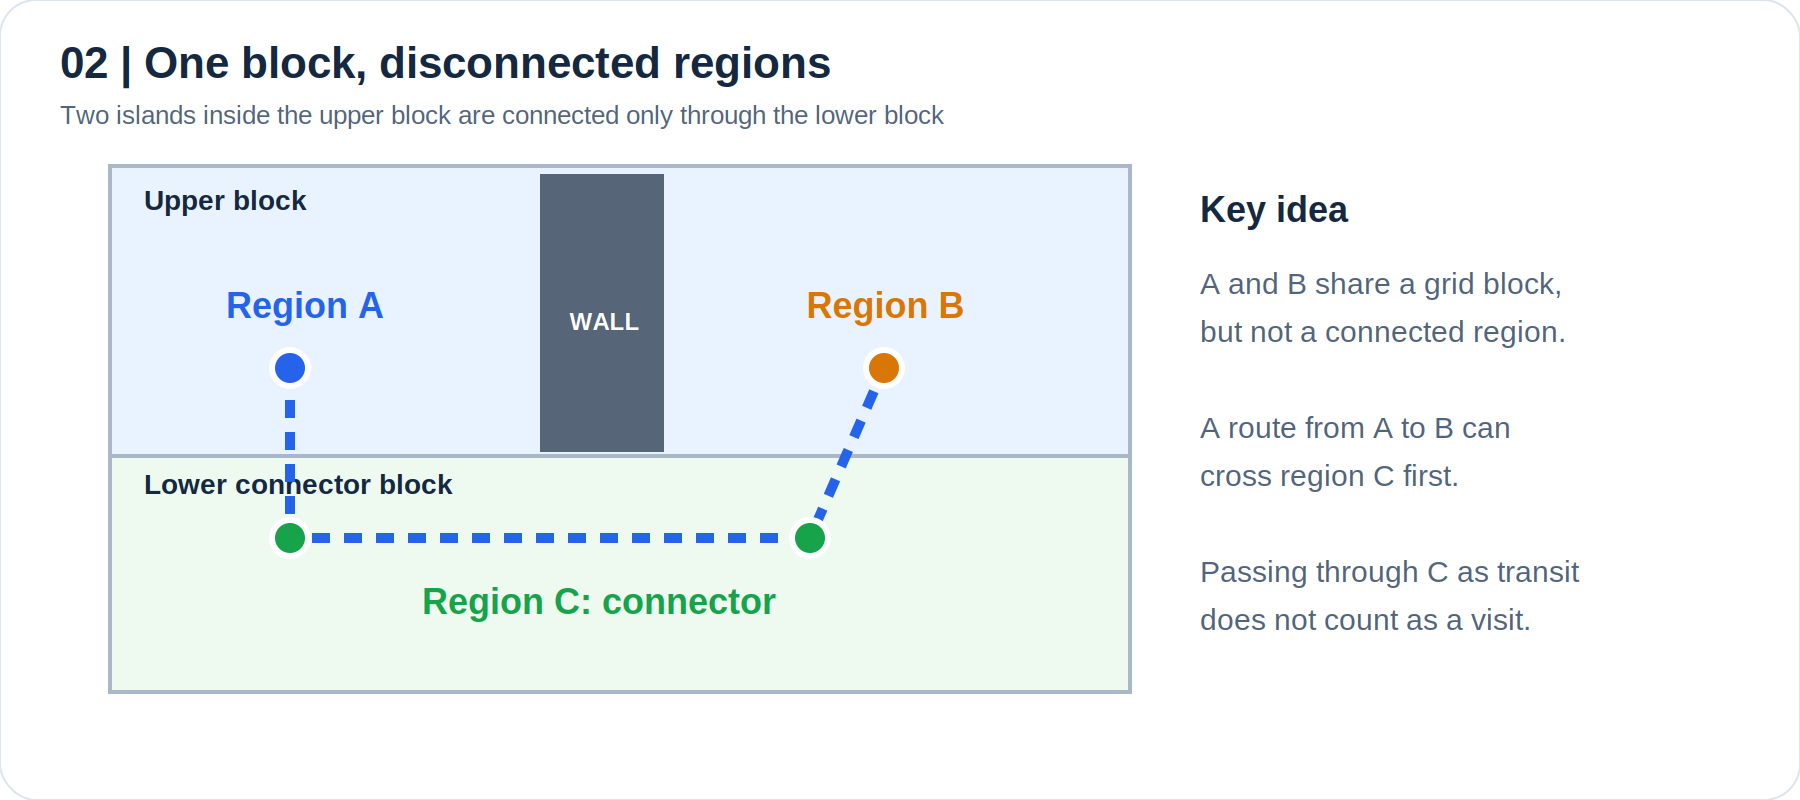 02 | One block, disconnected regions
Two islands inside the upper block are connected only through the lower block
Upper block
Region A
WALL
Region B
Lower connector block
Region C: connector
Key idea
A and B share a grid block,
but not a connected region.
A route from A to B can
cross region C first.
Passing through C as transit
does not count as a visit.